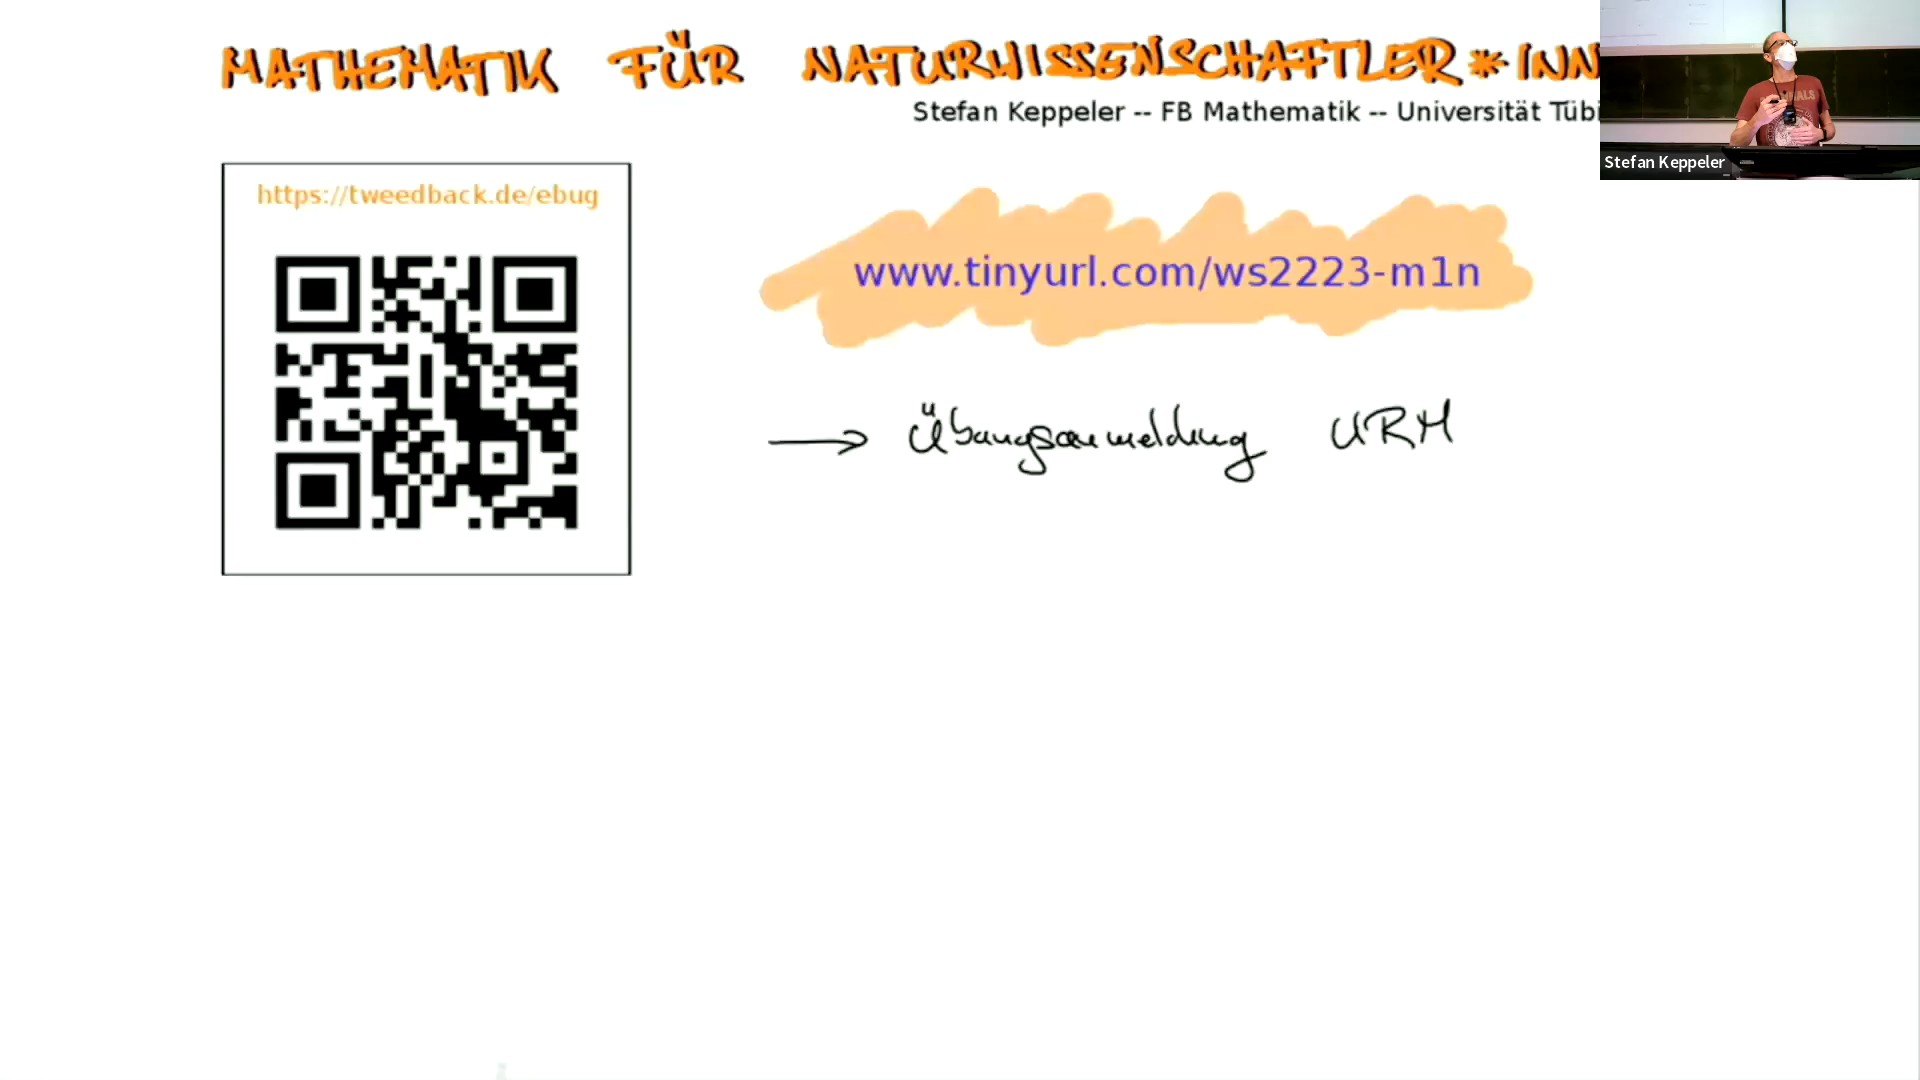 MATHEMATIK FÜR NATURWISSENSCHAFTLER*INN
Stefan Keppeler -- FB Mathematik -- Universität Tübi
https://tweedback.de/ebug
www.tinyurl.com/ws2223-m1n
→ Übungsanmeldung URM
Stefan Keppeler